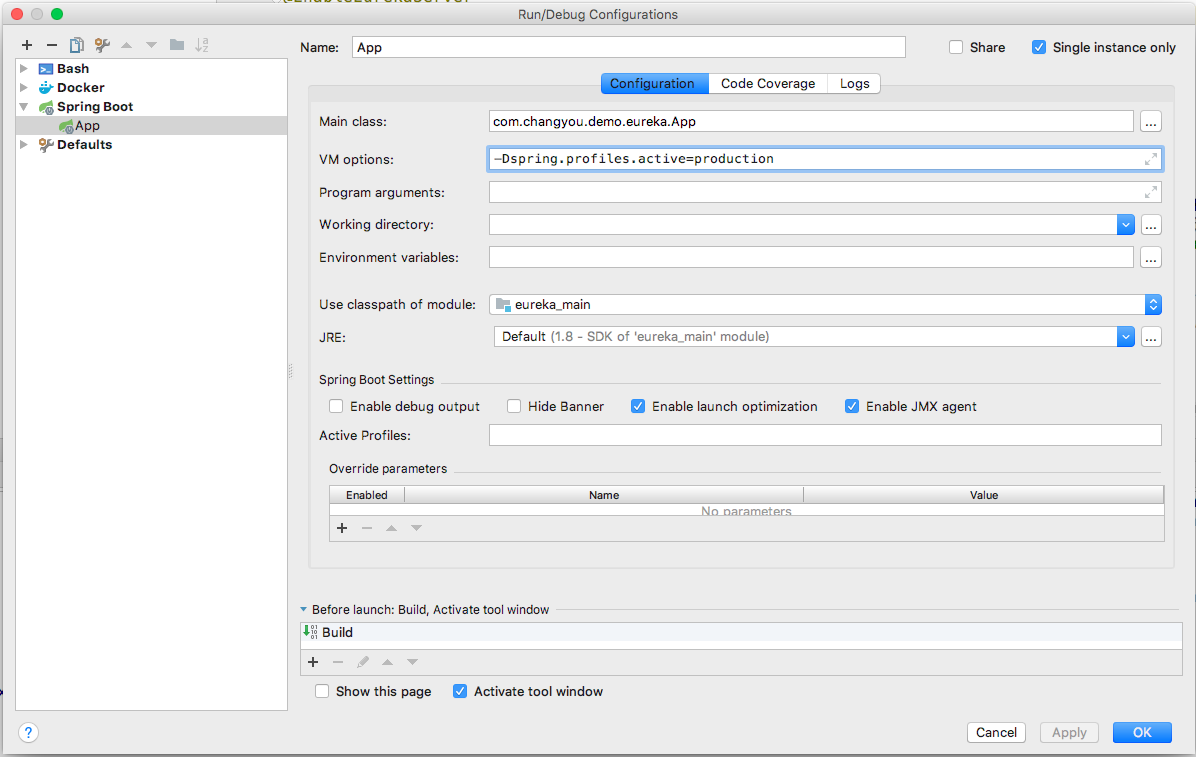 Run/Debug Configurations
Name: App Share Single instance only
Bash
Docker
Spring Boot
App
Defaults
Configuration Code Coverage Logs
Main class: com.changyou.demo.eureka.App ...
VM options: —Dspring.profiles.active=production
Program arguments:
Working directory: ...
Environment variables: ...
Use classpath of module: eureka_main
JRE: Default (1.8 - SDK of 'eureka_main' module) ...
Spring Boot Settings
Enable debug output Hide Banner Enable launch optimization Enable JMX agent
Active Profiles:
Override parameters
Enabled Name Value
No parameters
Before launch: Build, Activate tool window
Build
Show this page Activate tool window
? Cancel Apply OK